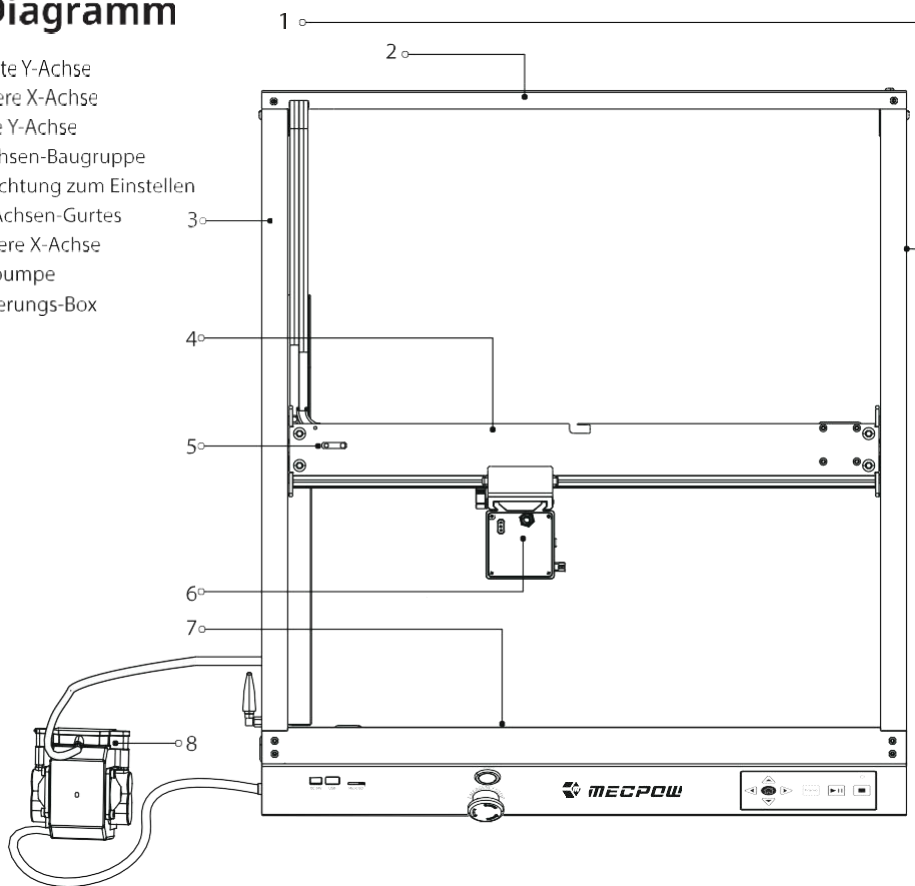 Diagramm
te Y-Achse
ere X-Achse
e Y-Achse
hsen-Baugruppe
chtung zum Einstellen
Achsen-Gurtes
ere X-Achse
pumpe
erungs-Box
1
2
3
4
5
6
7
8
MECPOW